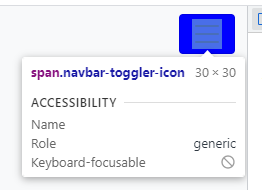 span.navbar-toggler-icon 30 × 30
ACCESSIBILITY
Name
Role generic
Keyboard-focusable